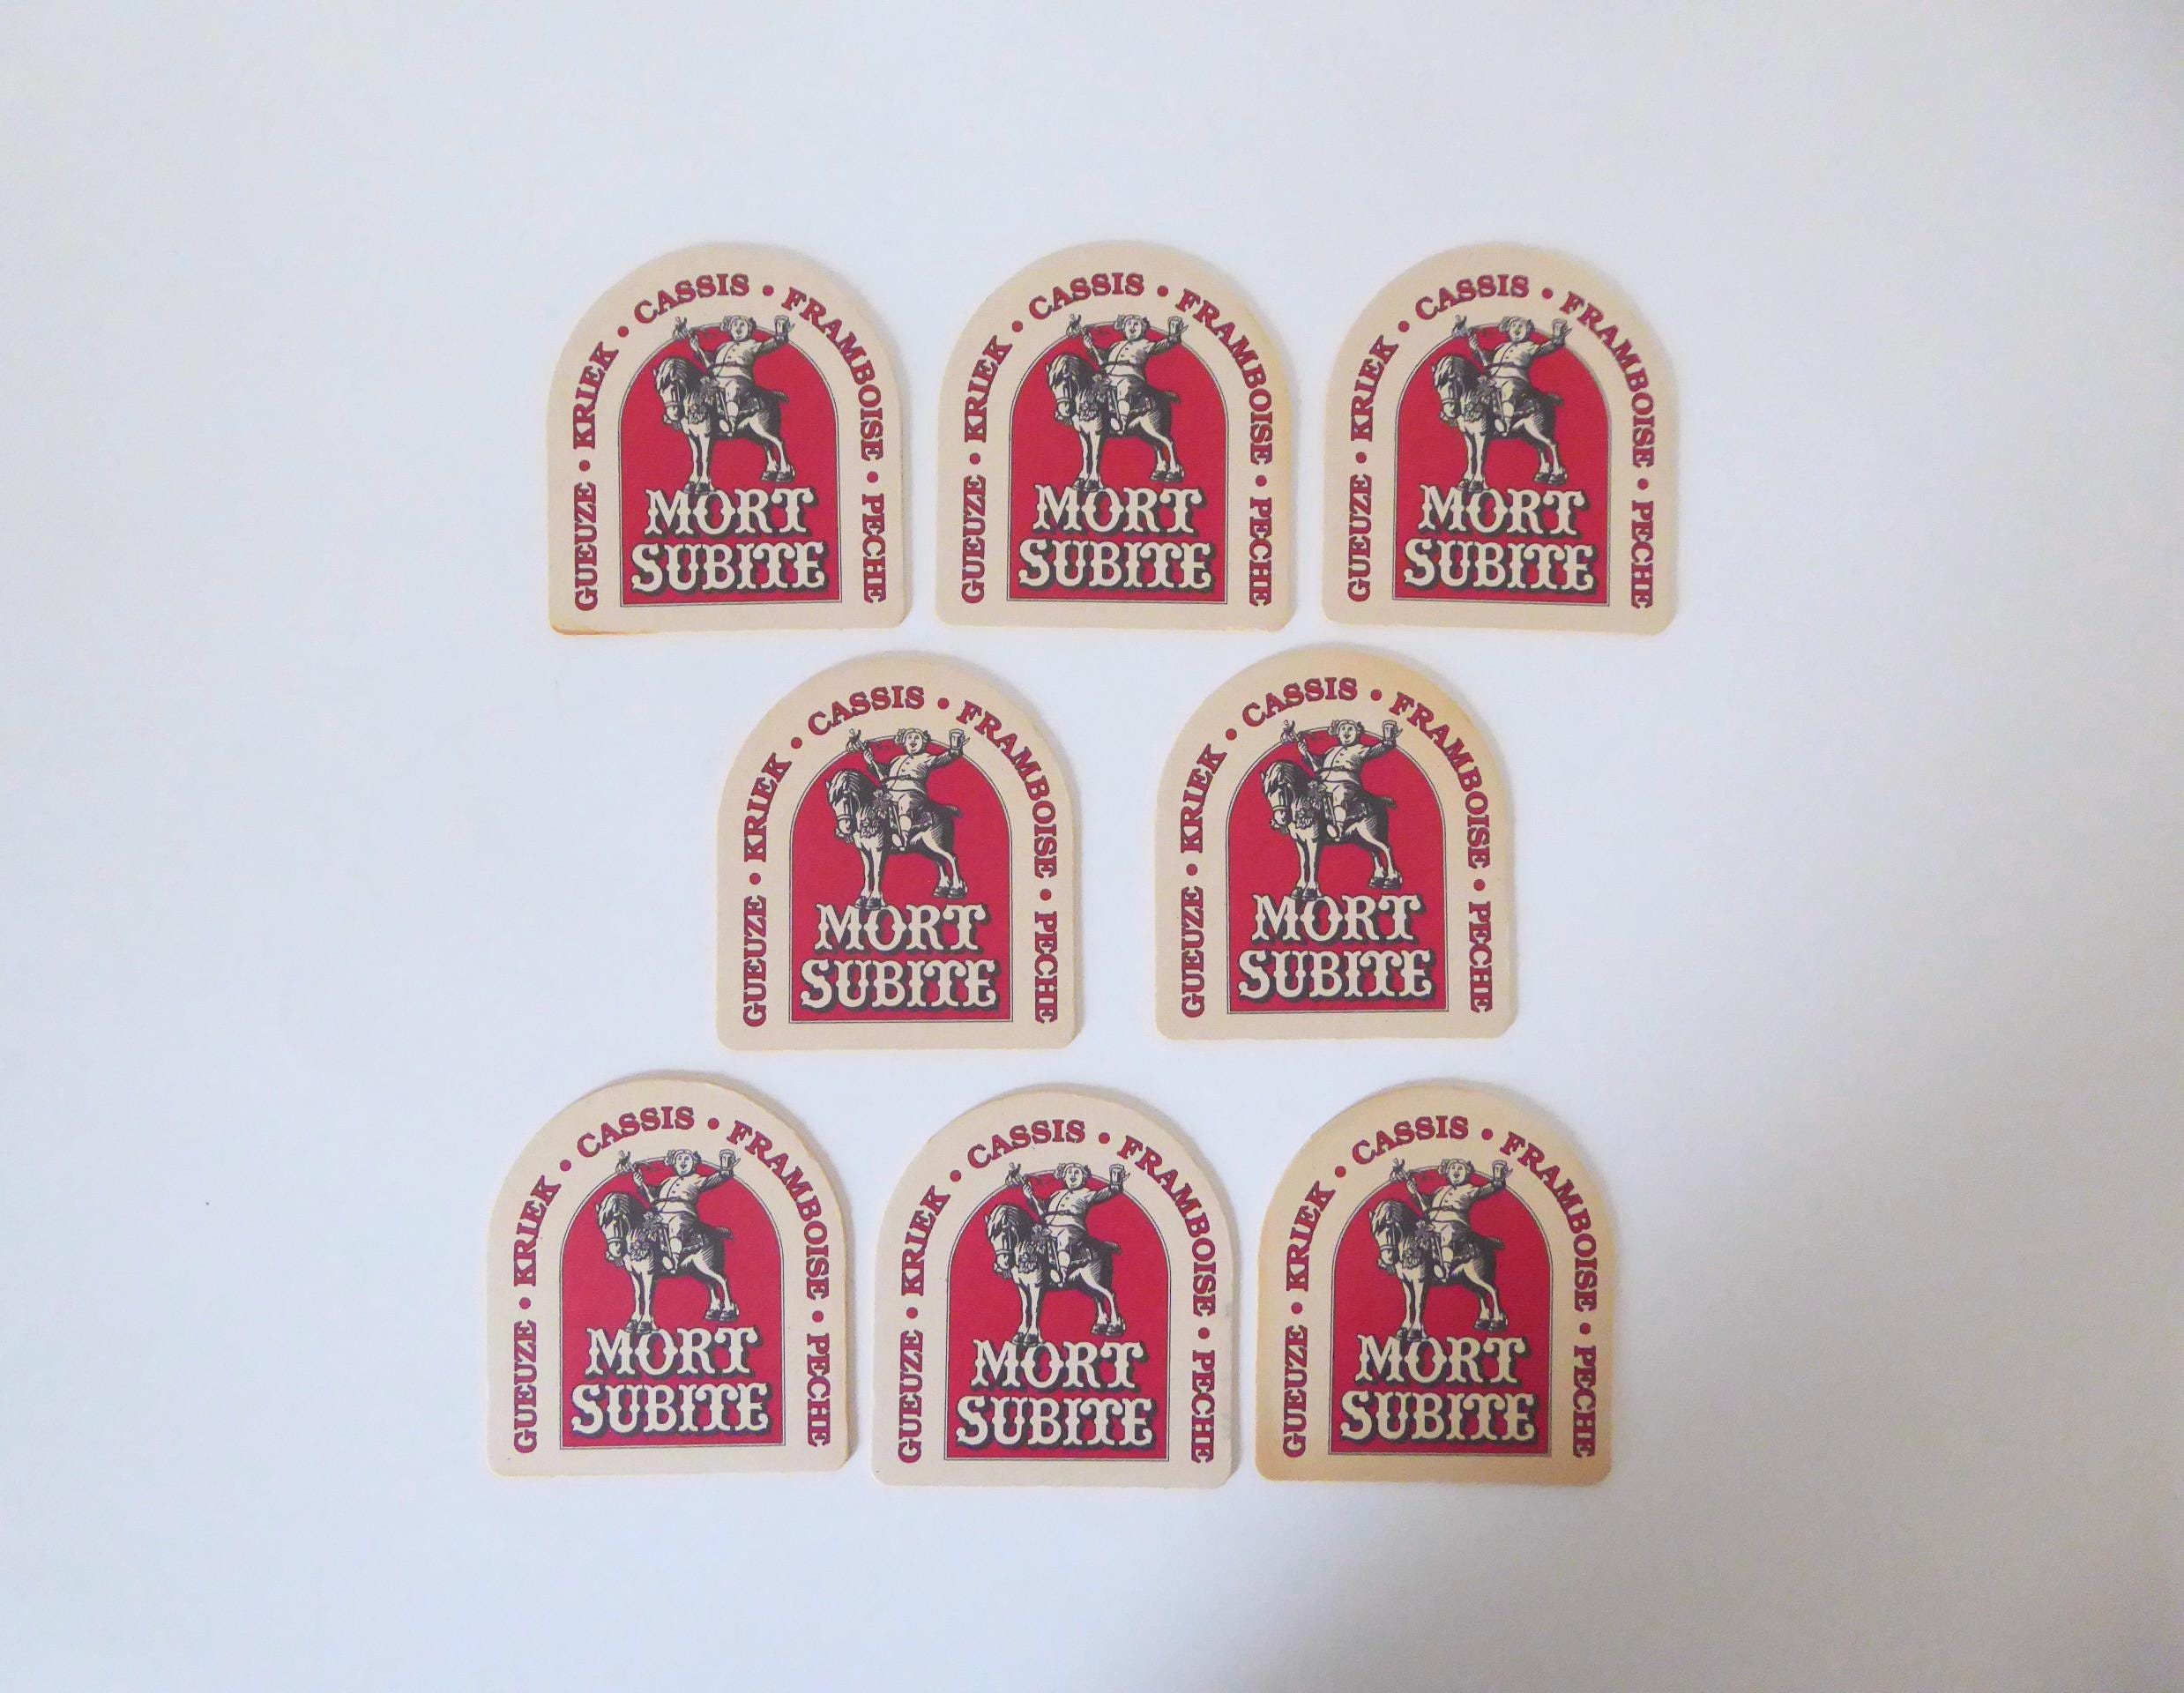 GUEUZE • KRIEK • CASSIS • FRAMBOISE • PECHE
MORT
SUBITE
GUEUZE • KRIEK • CASSIS • FRAMBOISE • PECHE
MORT
SUBITE
GUEUZE • KRIEK • CASSIS • FRAMBOISE • PECHE
MORT
SUBITE
GUEUZE • KRIEK • CASSIS • FRAMBOISE • PECHE
MORT
SUBITE
GUEUZE • KRIEK • CASSIS • FRAMBOISE • PECHE
MORT
SUBITE
GUEUZE • KRIEK • CASSIS • FRAMBOISE • PECHE
MORT
SUBITE
GUEUZE • KRIEK • CASSIS • FRAMBOISE • PECHE
MORT
SUBITE
GUEUZE • KRIEK • CASSIS • FRAMBOISE • PECHE
MORT
SUBITE